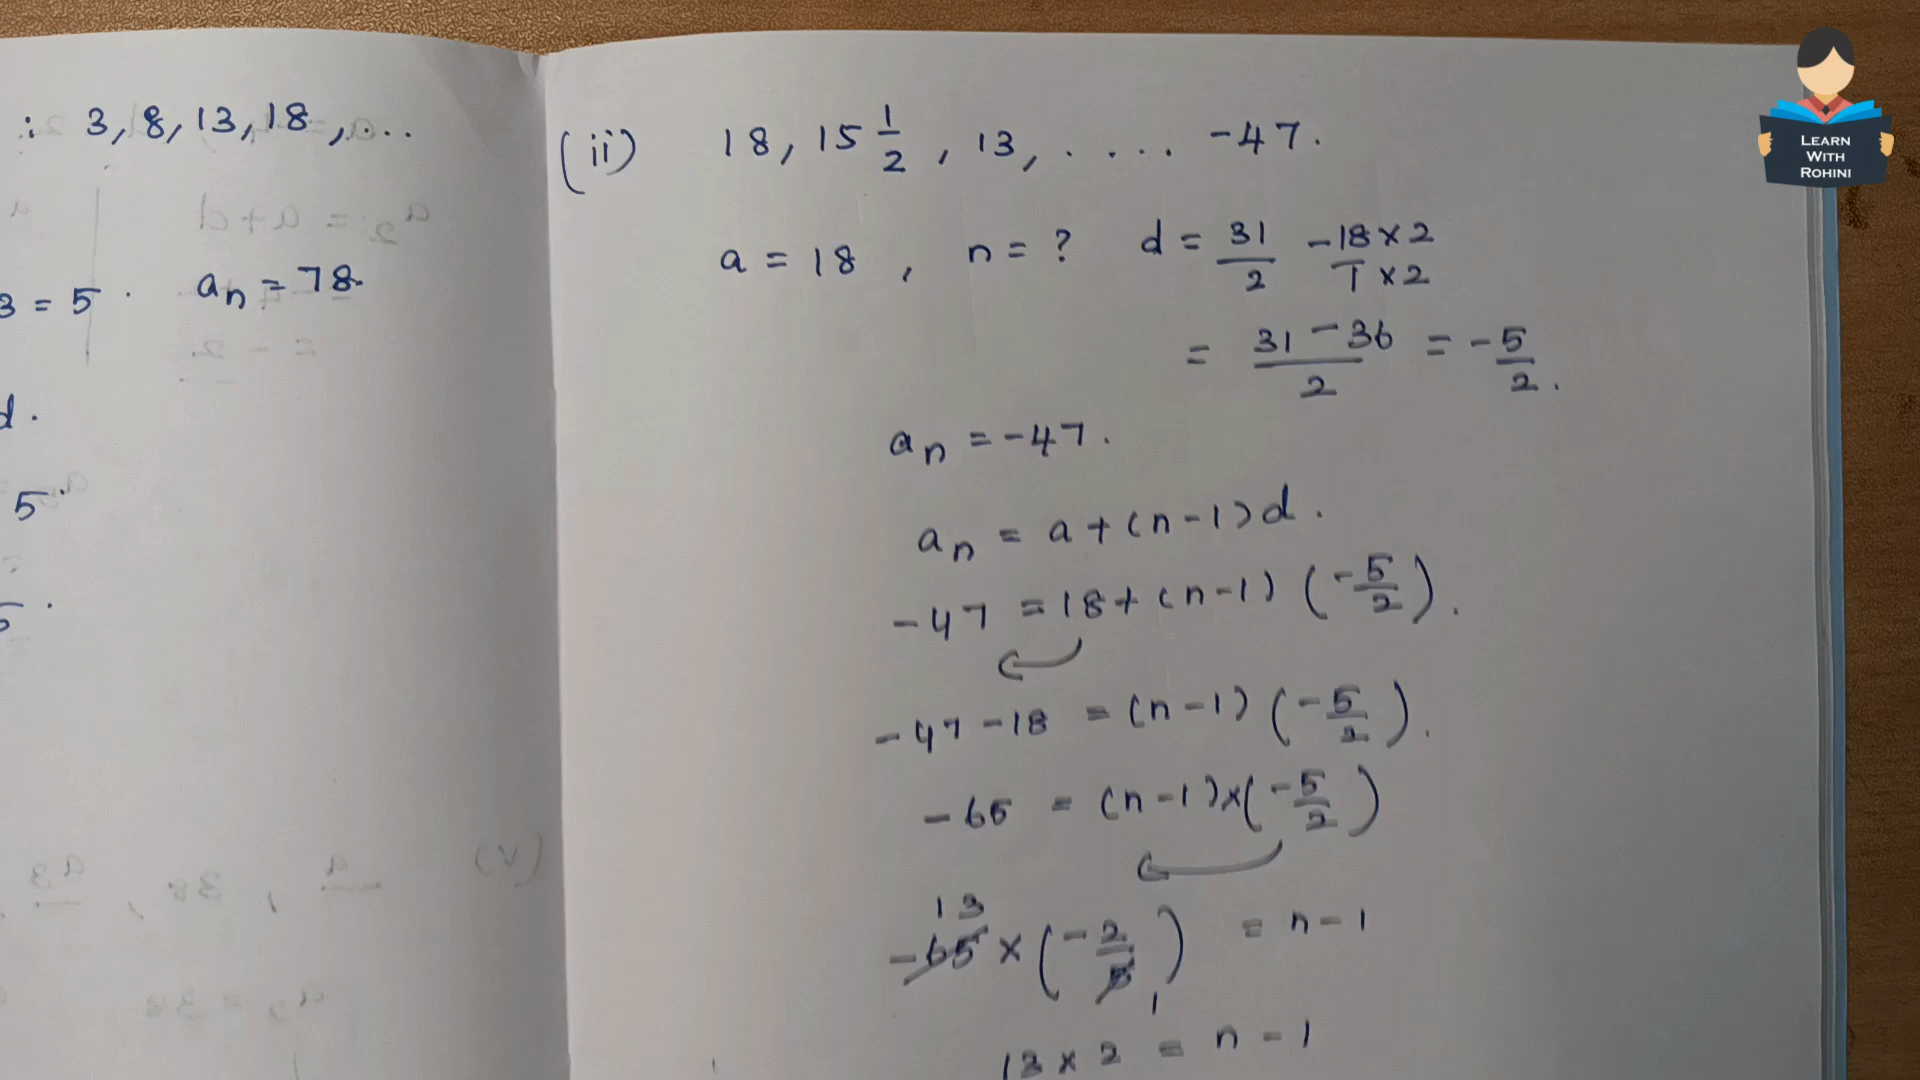 : 3, 8, 13, 18, ...
3 = 5.
aₙ = 78.
d.
5.
(ii) 18, 15 1/2, 13, . . . . -47.
a = 18, n = ? d = 31/2 - 18×2/1×2
= 31 - 36/2 = -5/2.
aₙ = -47.
aₙ = a + (n-1)d.
-47 = 18 + (n-1) (-5/2).
-47 - 18 = (n-1) (-5/2).
-65 = (n-1) × (-5/2)
13 1
-65 × (-2/5) = n - 1
13 × 2 = n - 1
LEARN
WITH
ROHINI